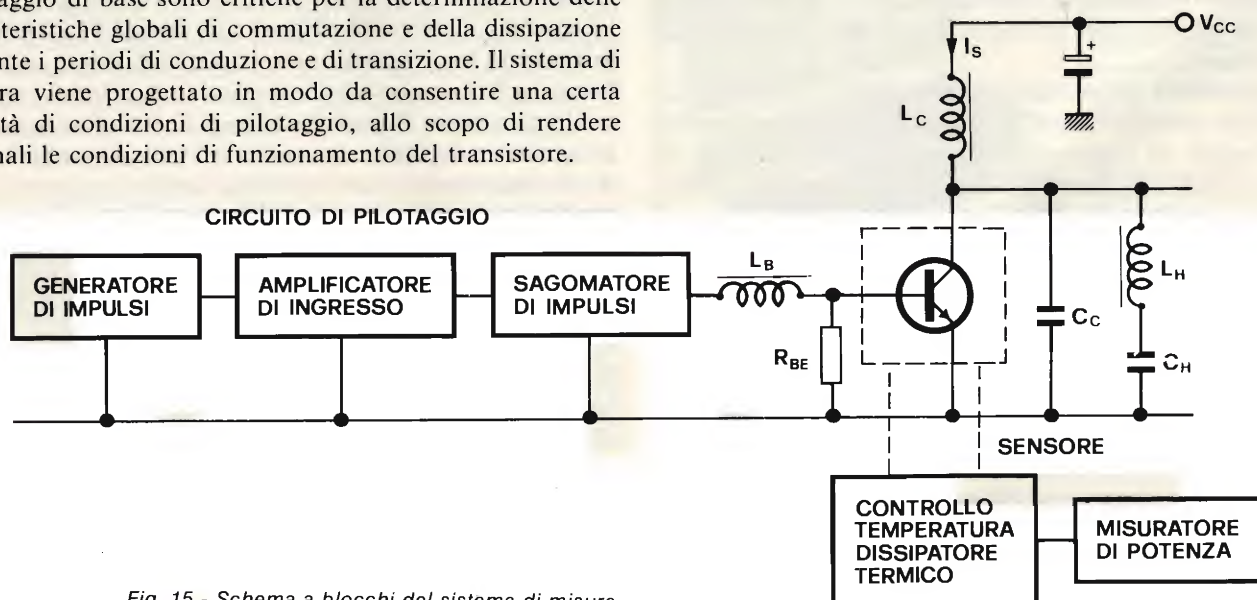 aggio di base sono critiche per la determinazione delle
teristiche globali di commutazione e della dissipazione
nte i periodi di conduzione e di transizione. Il sistema di
ra viene progettato in modo da consentire una certa
tà di condizioni di pilotaggio, allo scopo di rendere
nali le condizioni di funzionamento del transistore.
VCC
+
IS
LC
CIRCUITO DI PILOTAGGIO
GENERATORE
DI IMPULSI
AMPLIFICATORE
DI INGRESSO
SAGOMATORE
DI IMPULSI
LB
RBE
CC
LH
CH
SENSORE
CONTROLLO
TEMPERATURA
DISSIPATORE
TERMICO
MISURATORE
DI POTENZA
Fig. 15 - Schema a blocchi del sistema di misura